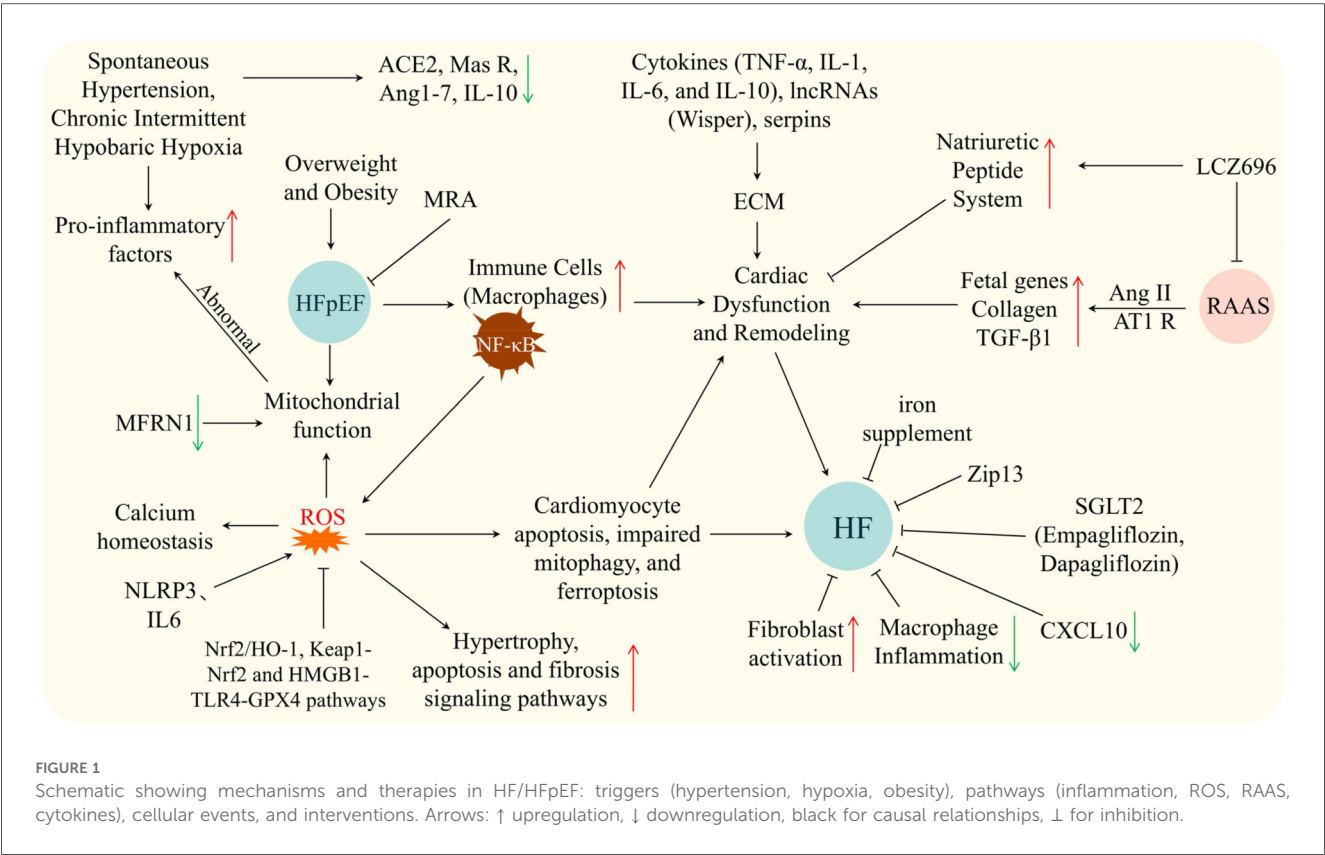 Spontaneous
Hypertension,
Chronic Intermittent
Hypobaric Hypoxia
ACE2, Mas R,
Ang1-7, IL-10
Cytokines (TNF-α, IL-1,
IL-6, and IL-10), lncRNAs
(Wisper), serpins
Natriuretic
Peptide
System
LCZ696
Overweight
and Obesity
MRA
ECM
Pro-inflammatory
factors
Abnormal
HFpEF
Immune Cells
(Macrophages)
NF-κB
Cardiac
Dysfunction
and Remodeling
Fetal genes
Collagen
TGF-β1
Ang II
AT1 R
RAAS
MFRN1
Mitochondrial
function
iron
supplement
Zip13
Calcium
homeostasis
ROS
Cardiomyocyte
apoptosis, impaired
mitophagy, and
ferroptosis
HF
SGLT2
(Empagliflozin,
Dapagliflozin)
NLRP3、
IL6
Nrf2/HO-1, Keap1-
Nrf2 and HMGB1-
TLR4-GPX4 pathways
Hypertrophy,
apoptosis and fibrosis
signaling pathways
Fibroblast
activation
Macrophage
Inflammation
CXCL10
FIGURE 1
Schematic showing mechanisms and therapies in HF/HFpEF: triggers (hypertension, hypoxia, obesity), pathways (inflammation, ROS, RAAS,
cytokines), cellular events, and interventions. Arrows: ↑ upregulation, ↓ downregulation, black for causal relationships, ⊥ for inhibition.